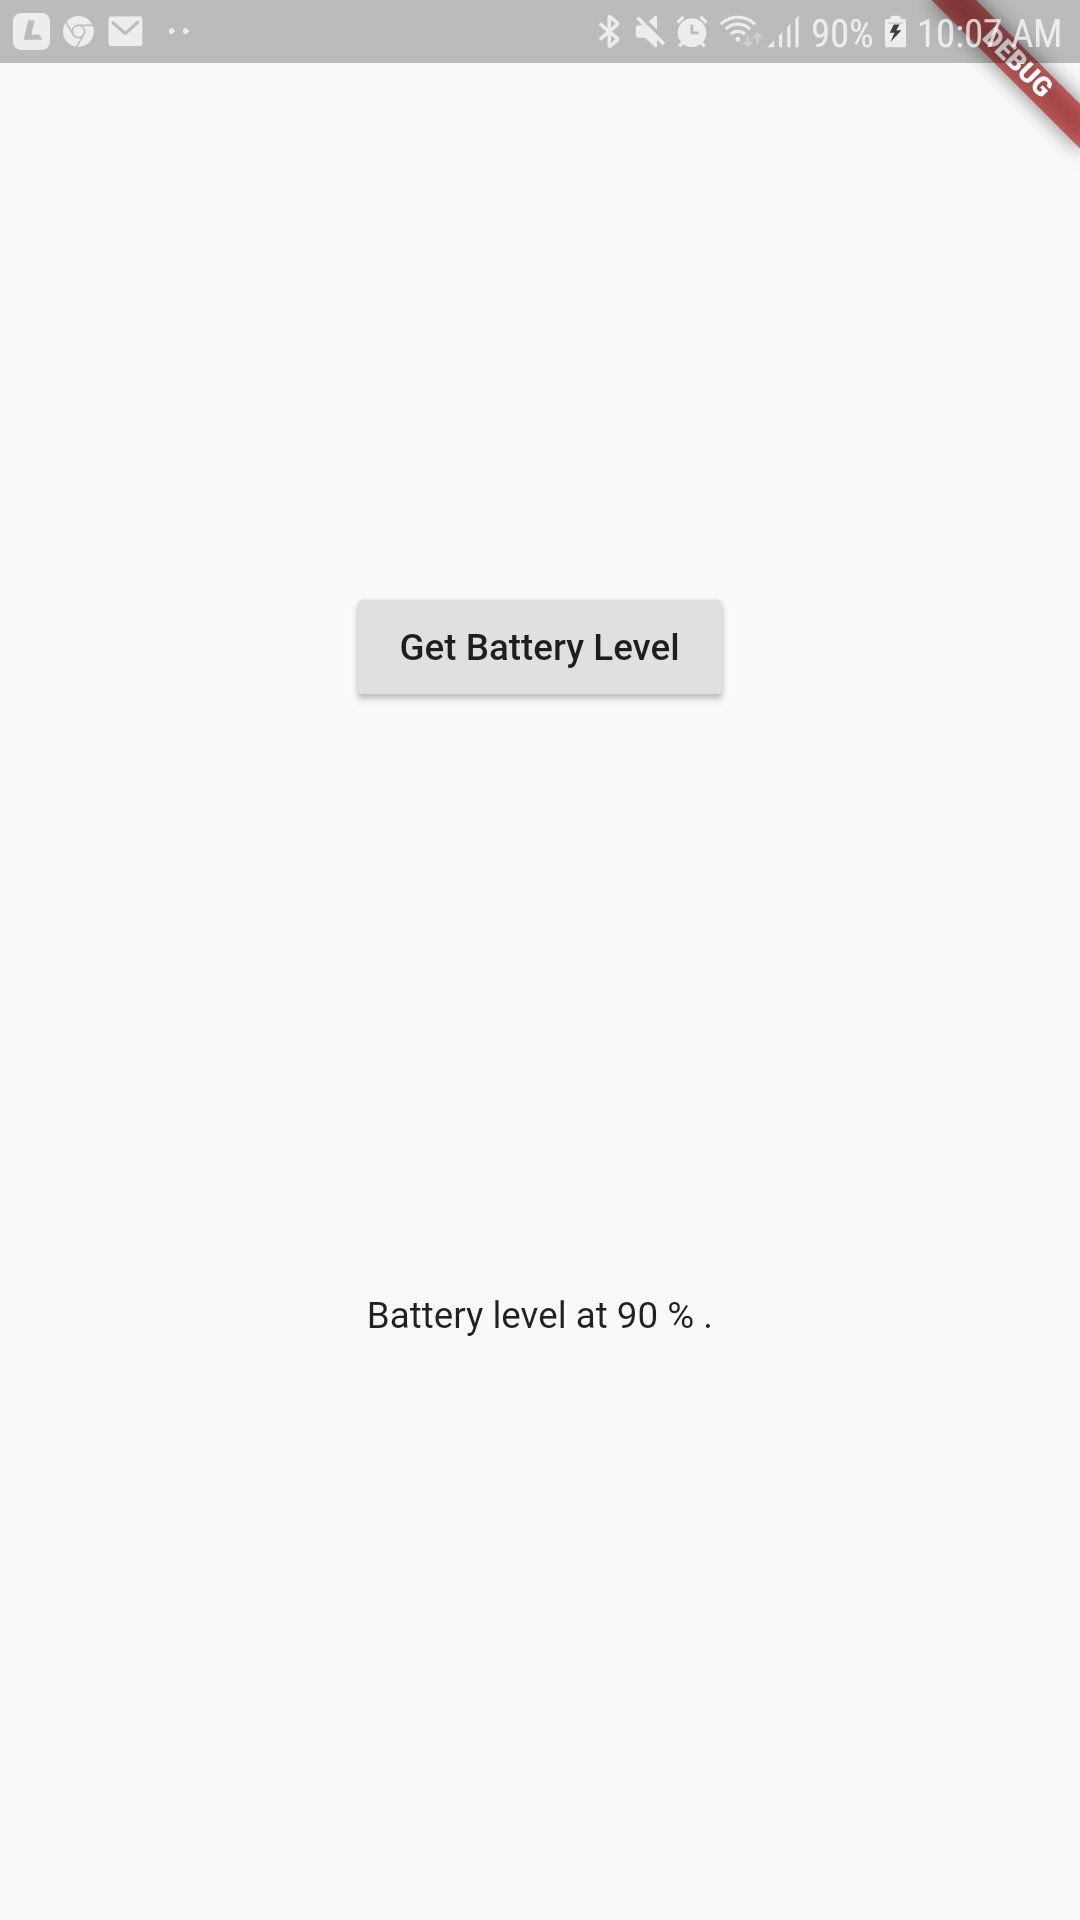 90% 10:07 AM
DEBUG
Get Battery Level
Battery level at 90 % .